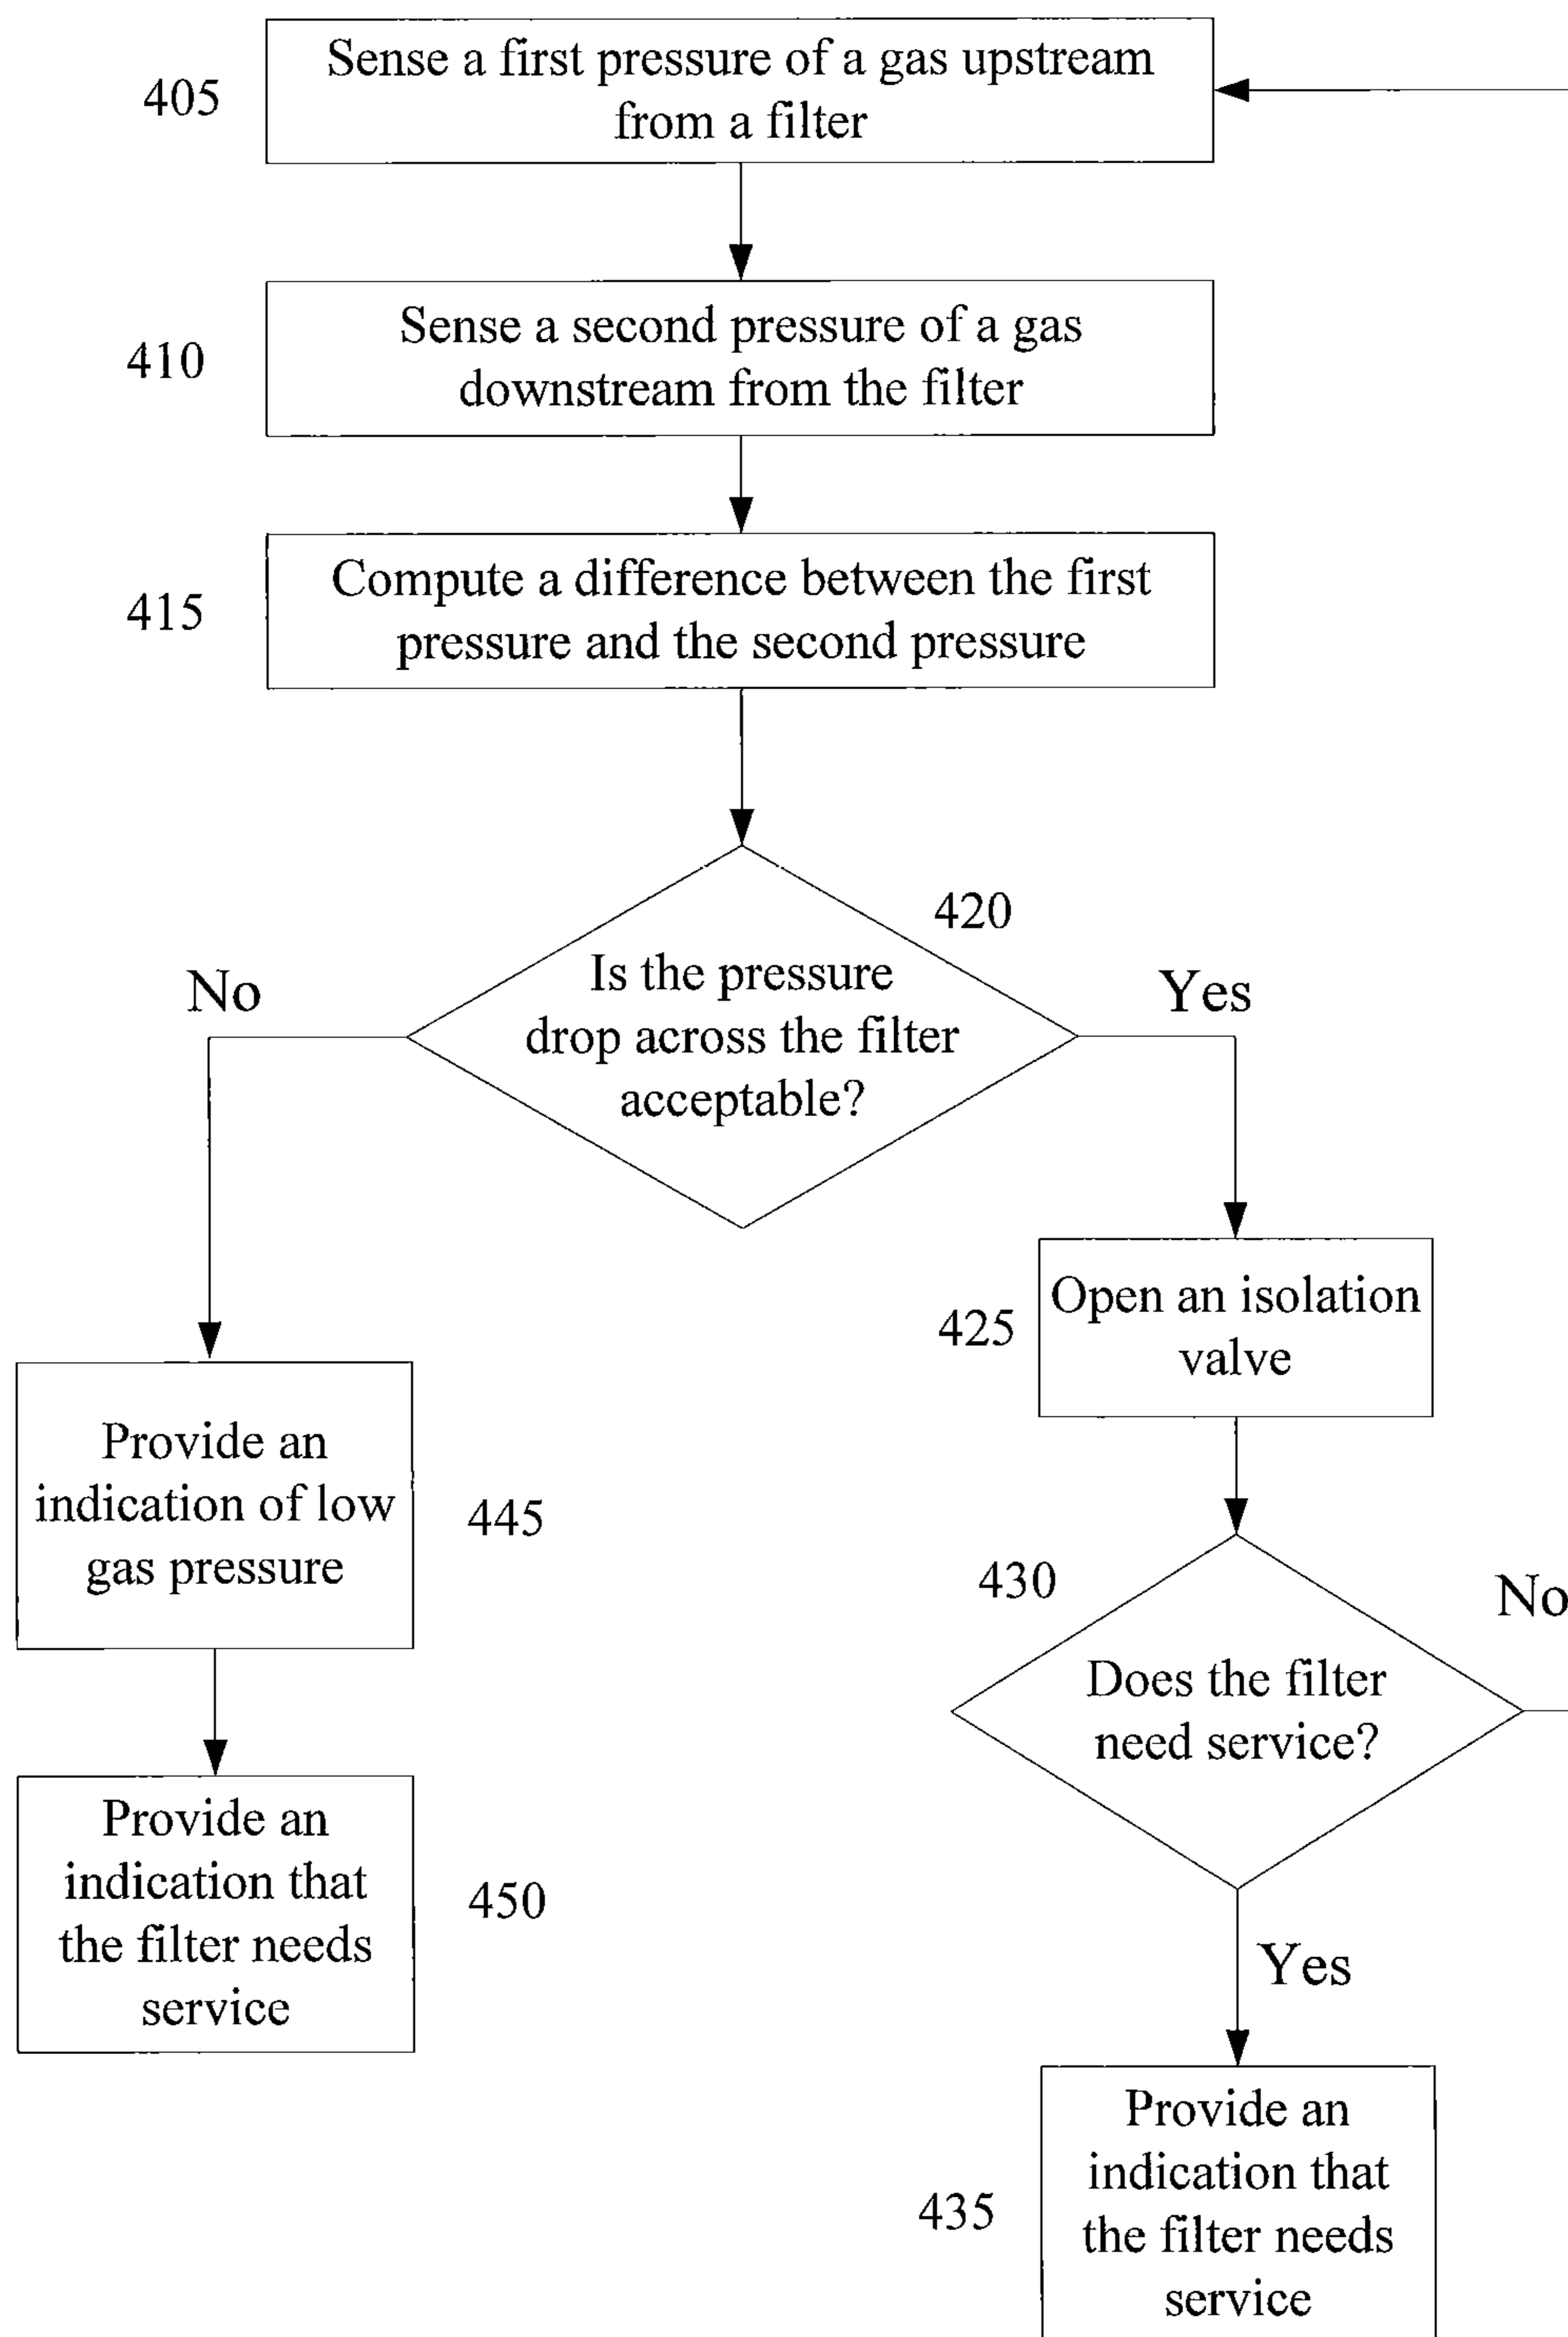 Sense a first pressure of a gas upstream
from a filter
405
Sense a second pressure of a gas
downstream from the filter
410
Compute a difference between the first
pressure and the second pressure
415
420
Is the pressure
drop across the filter
acceptable?
No
Yes
Open an isolation
valve
425
Provide an
indication of low
gas pressure
445
430
No
Does the filter
need service?
Provide an
indication that
the filter needs
service
450
Yes
Provide an
indication that
the filter needs
service
435